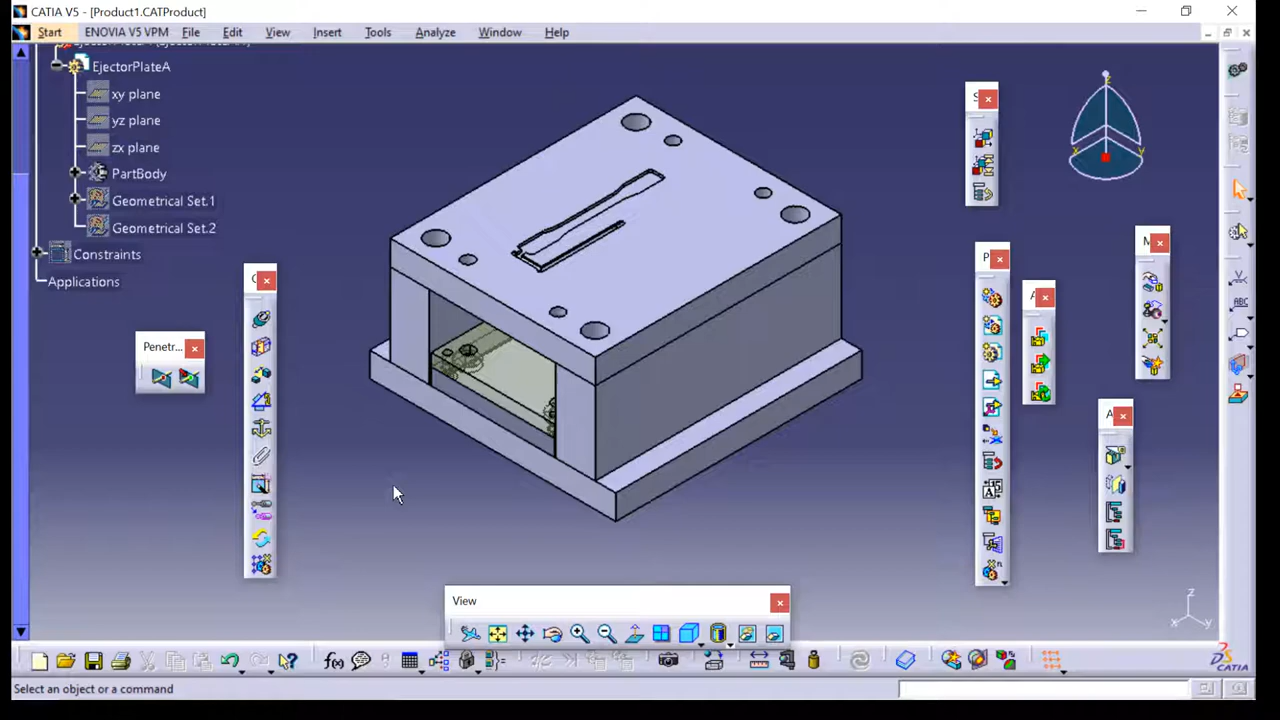 CATIA V5 - [Product1.CATProduct]
Start ENOVIA V5 VPM File Edit View Insert Tools Analyze Window Help
EjectorPlateA
xy plane
yz plane
zx plane
PartBody
Geometrical Set.1
Geometrical Set.2
Constraints
Applications
Penetr...
View
Select an object or a command
CATIA